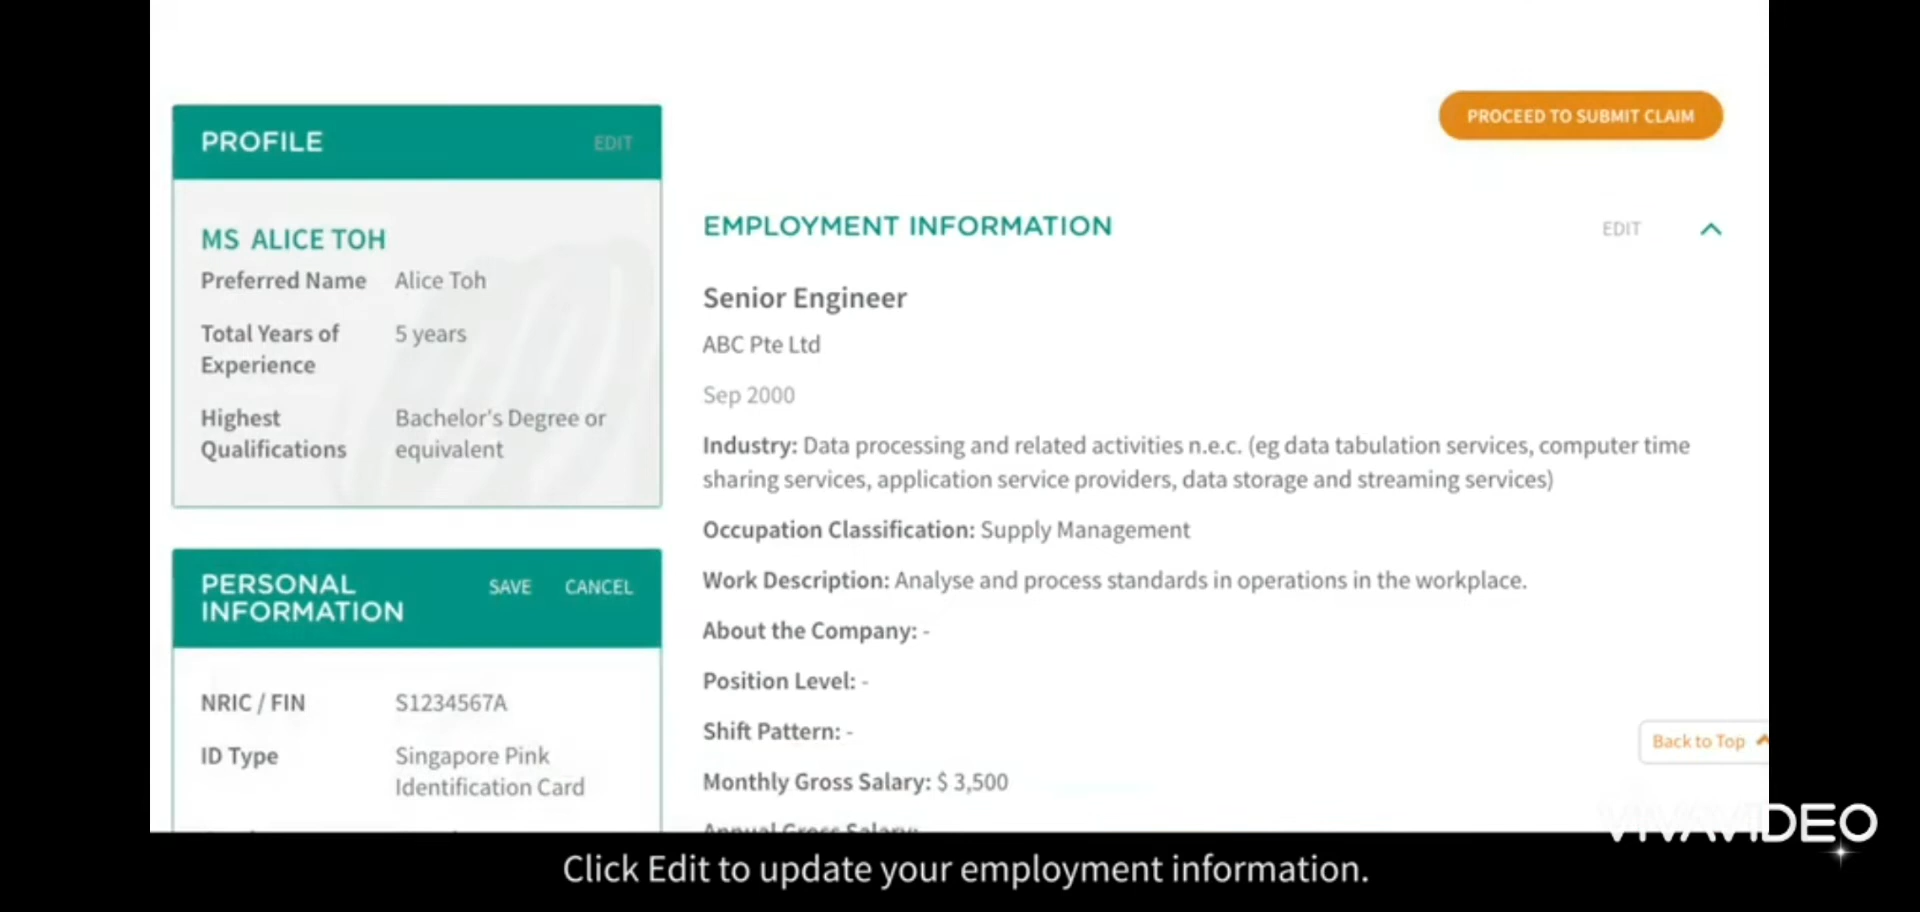 PROCEED TO SUBMIT CLAIM
PROFILE
EDIT
MS ALICE TOH
Preferred Name
Alice Toh
Total Years of
Experience
5 years
Highest
Qualifications
Bachelor's Degree or
equivalent
PERSONAL
INFORMATION
SAVE
CANCEL
NRIC / FIN
S1234567A
ID Type
Singapore Pink
Identification Card
EMPLOYMENT INFORMATION
EDIT
Senior Engineer
ABC Pte Ltd
Sep 2000
Industry: Data processing and related activities n.e.c. (eg data tabulation services, computer time
sharing services, application service providers, data storage and streaming services)
Occupation Classification: Supply Management
Work Description: Analyse and process standards in operations in the workplace.
About the Company: -
Position Level: -
Shift Pattern: -
Monthly Gross Salary: $ 3,500
Annual Gross Salary:
Back to Top
VIVAVIDEO
Click Edit to update your employment information.